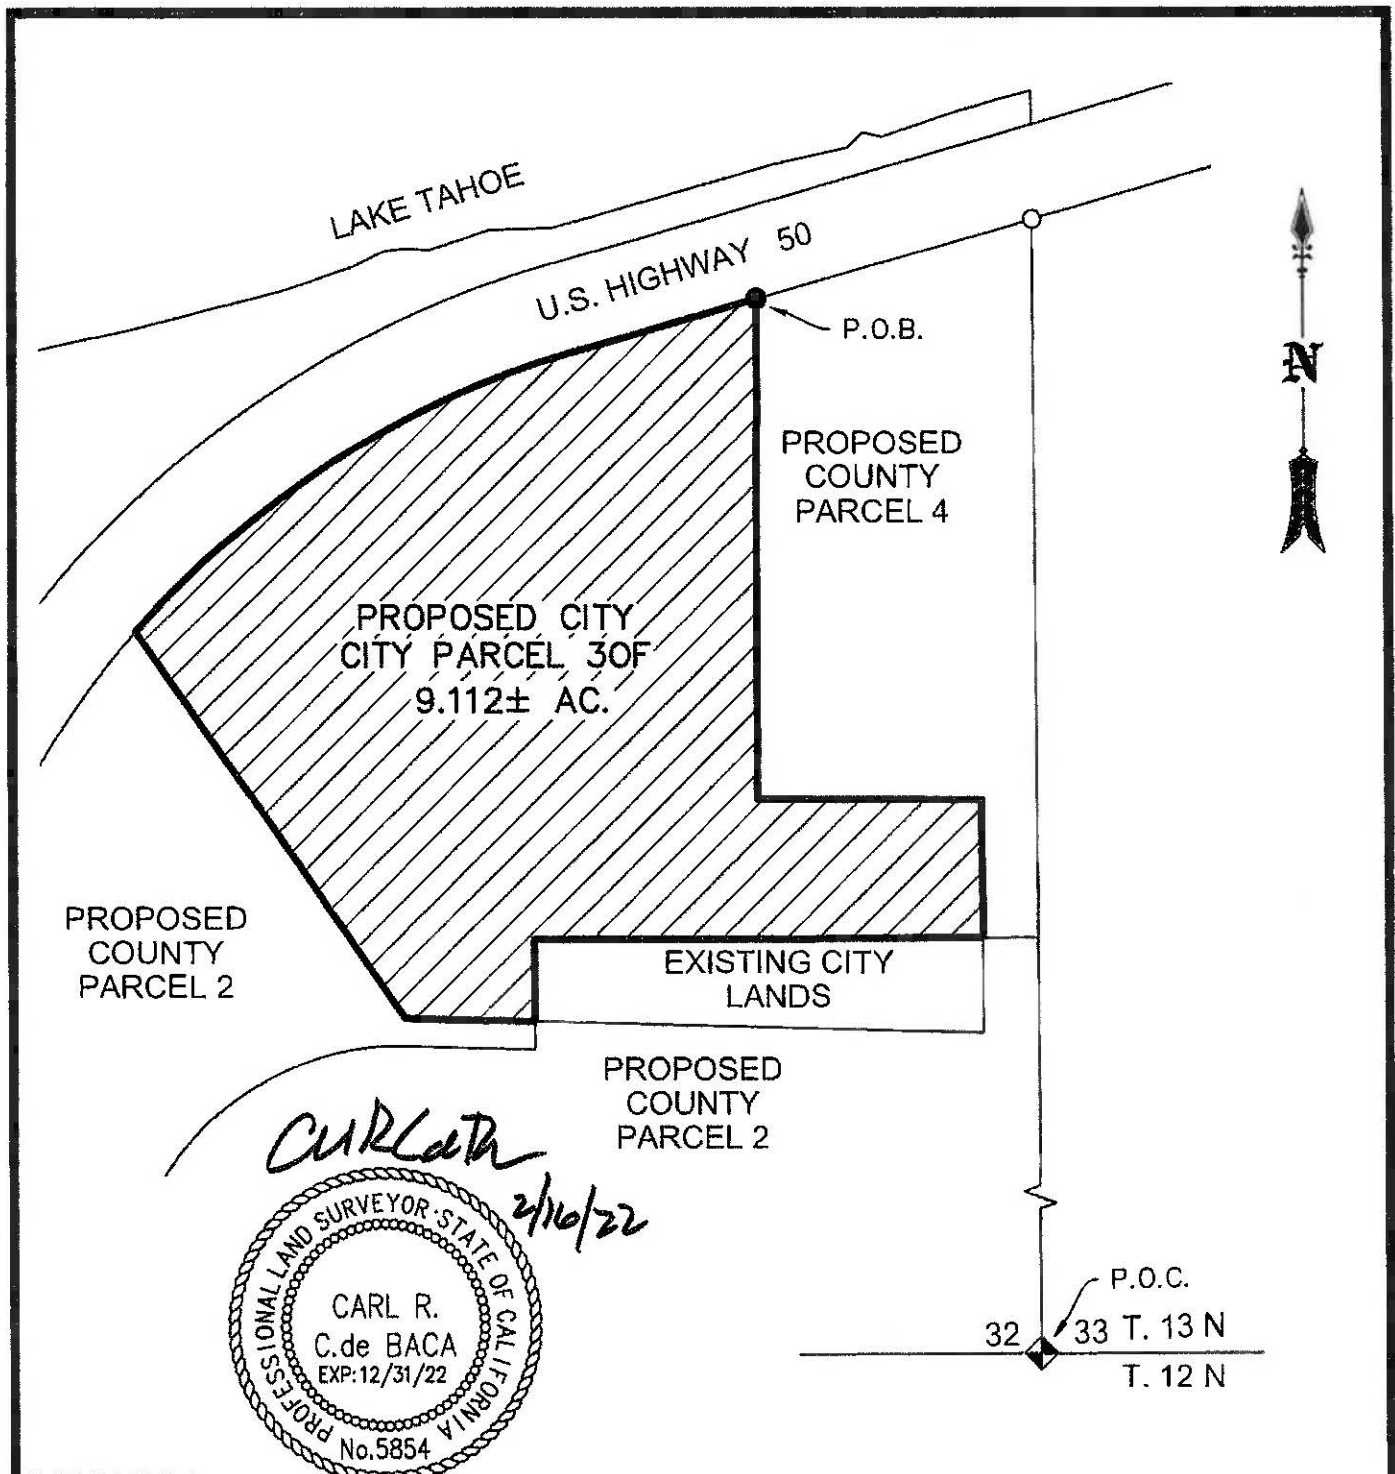 LAKE TAHOE
U.S. HIGHWAY 50
P.O.B.
N
PROPOSED
COUNTY
PARCEL 4
PROPOSED CITY
CITY PARCEL 30F
9.112± AC.
PROPOSED
COUNTY
PARCEL 2
EXISTING CITY
LANDS
PROPOSED
COUNTY
PARCEL 2
2/16/22
PROFESSIONAL LAND SURVEYOR·STATE OF CALIFORNIA
CARL R.
C.de BACA
EXP:12/31/22
No.5854
P.O.C.
32 33 T. 13 N
T. 12 N